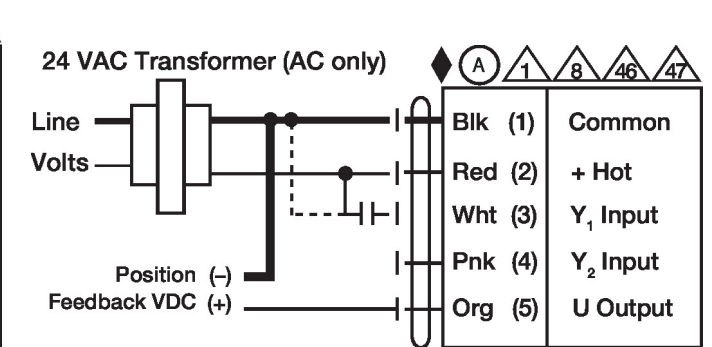 24 VAC Transformer (AC only)
A 1 8 46 47
Line
Volts
Blk (1) Common
Red (2) + Hot
Wht (3) Y₁ Input
Pnk (4) Y₂ Input
Org (5) U Output
Position (–)
Feedback VDC (+)